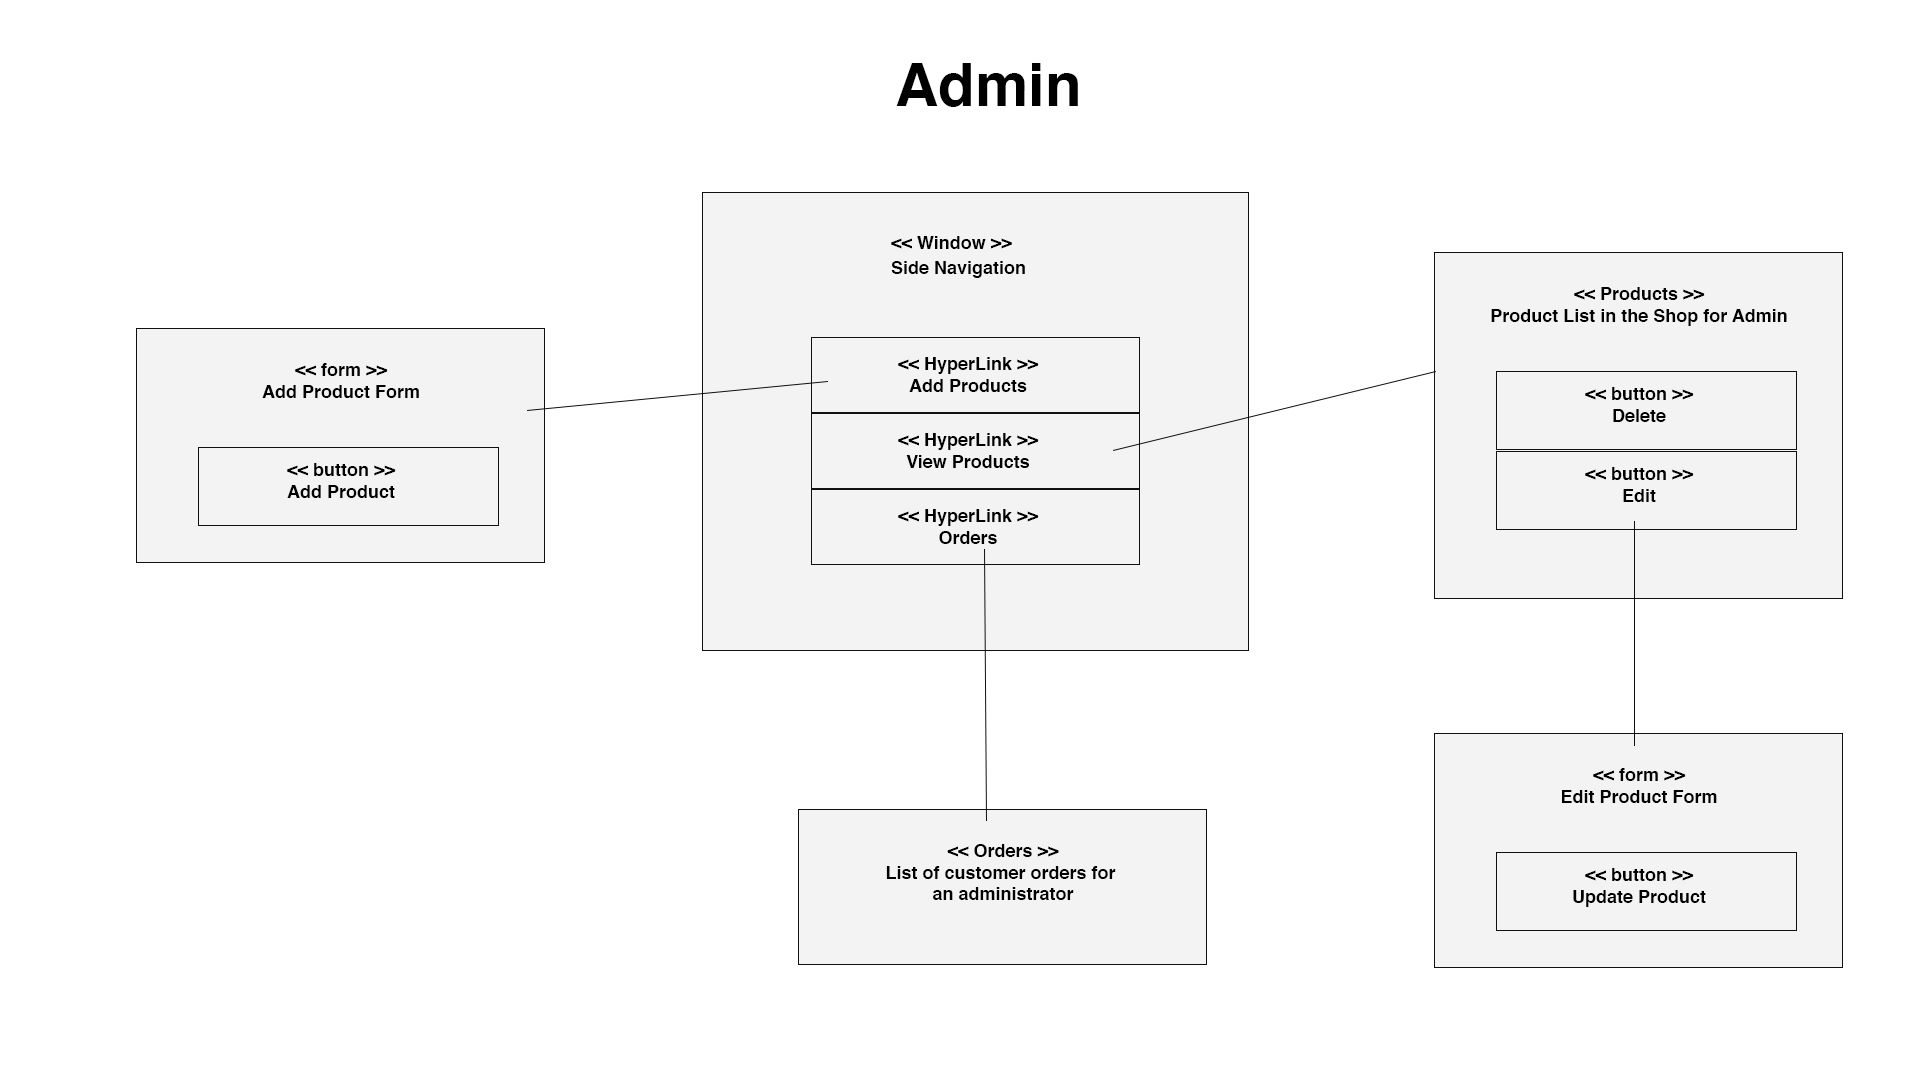 Admin
<< Window >>
Side Navigation
<< HyperLink >>
Add Products
<< HyperLink >>
View Products
<< HyperLink >>
Orders
<< form >>
Add Product Form
<< button >>
Add Product
<< Products >>
Product List in the Shop for Admin
<< button >>
Delete
<< button >>
Edit
<< Orders >>
List of customer orders for
an administrator
<< form >>
Edit Product Form
<< button >>
Update Product